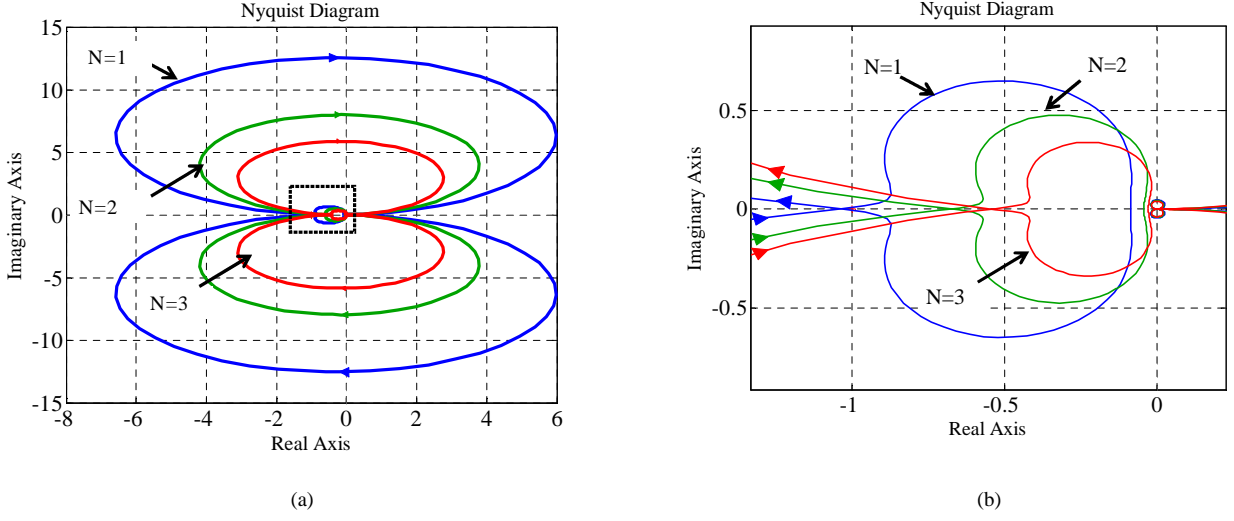 Nyquist Diagram
15
10
5
0
-5
-10
-15
-8
-6
-4
-2
0
2
4
6
Imaginary Axis
Real Axis
N=1
N=2
N=3
(a)
Nyquist Diagram
0.5
0
-0.5
-1
-0.5
0
Imaginary Axis
Real Axis
N=1
N=2
N=3
(b)